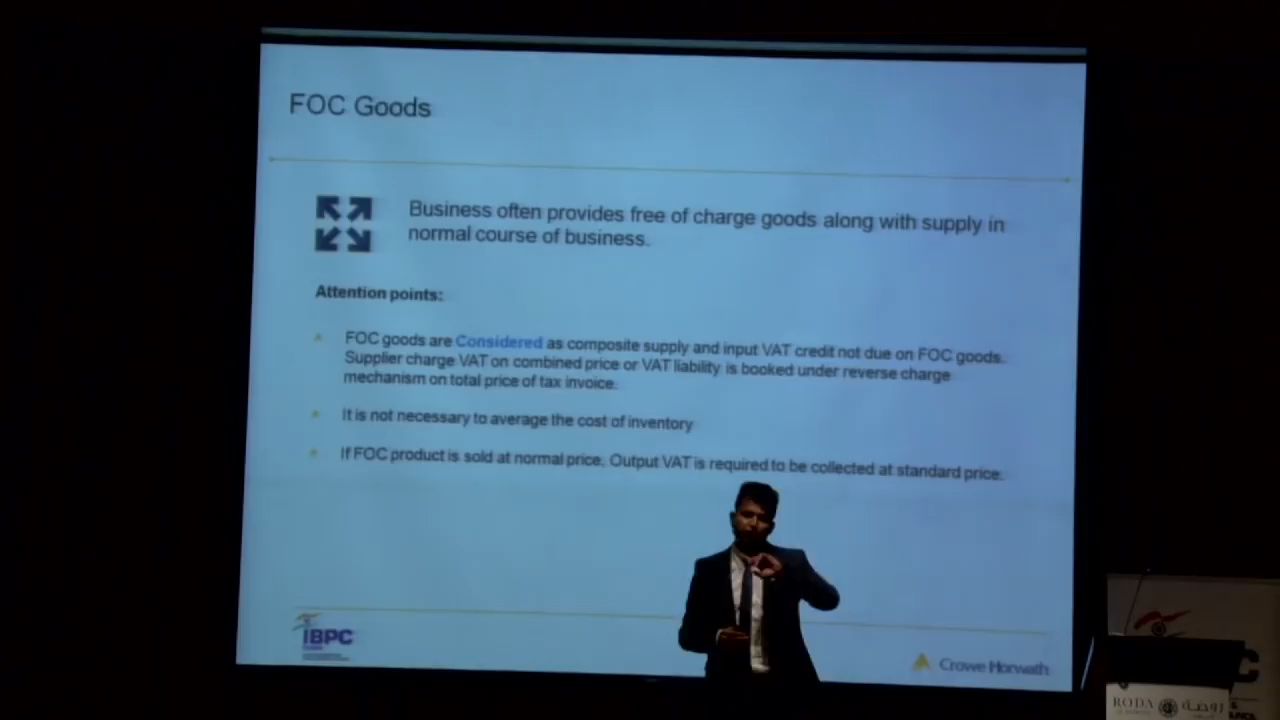 FOC Goods
Business often provides free of charge goods along with supply in
normal course of business.
Attention points:
FOC goods are Considered as composite supply and input VAT credit not due on FOC goods.
Supplier charge VAT on combined price or VAT liability is booked under reverse charge
mechanism on total price of tax invoice.
It is not necessary to average the cost of inventory
If FOC product is sold at normal price, Output VAT is required to be collected at standard price.
IBPC
Crowe Horwath
RODA روضة